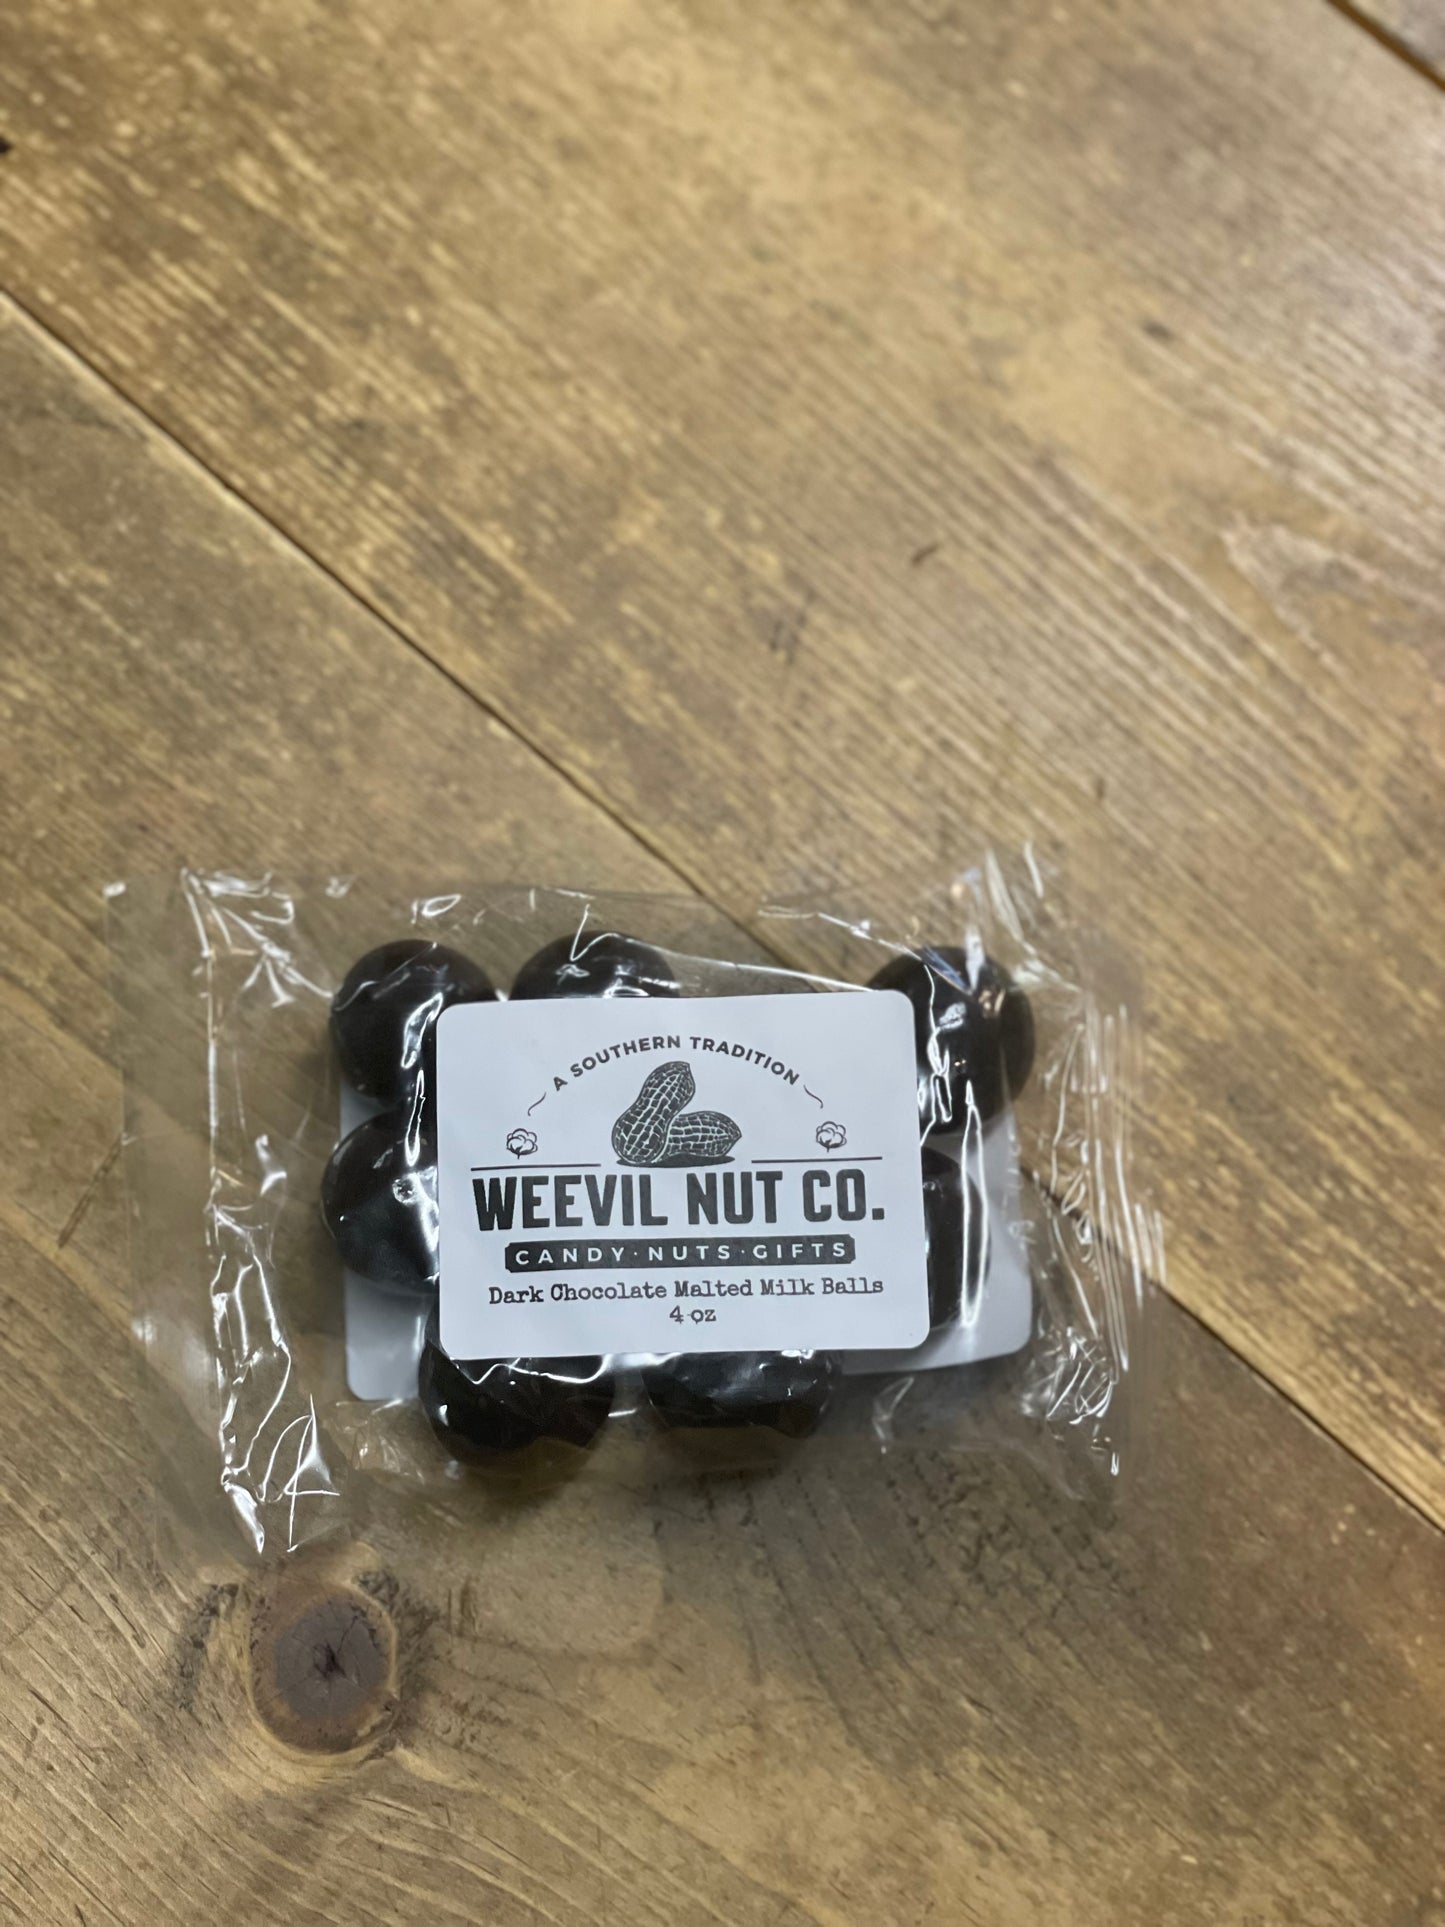 A SOUTHERN TRADITION
WEEVIL NUT CO.
CANDY·NUTS·GIFTS
Dark Chocolate Malted Milk Balls
4 oz